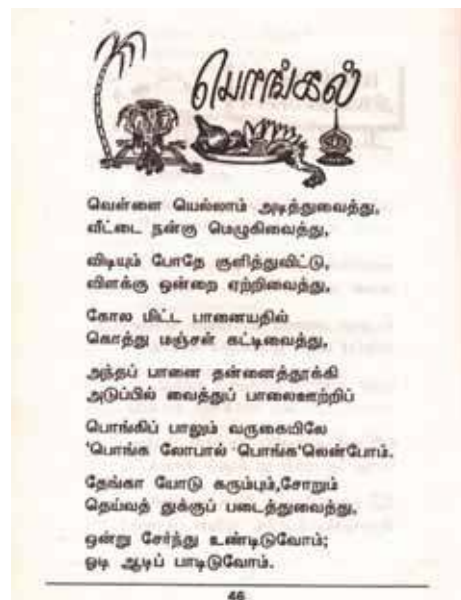 பொங்கல்
வெள்ளை யெல்லாம் அடித்துவைத்து,
வீட்டை நன்கு மெழுகிவைத்து,
விடியும் போதே குளித்துவிட்டு,
விளக்கு ஒன்றை ஏற்றிவைத்து,
கோல மிட்ட பானையதில்
கொத்து மஞ்சள் கட்டிவைத்து,
அந்தப் பானை தன்னைத்தூக்கி
அடுப்பில் வைத்துப் பாலைஊற்றிப்
பொங்கிப் பாலும் வருகையிலே
'பொங்க லோபால் பொங்க'லென்போம்.
தேங்கா யோடு கரும்பும்,சோறும்
தெய்வத் துக்குப் படைத்துவைத்து,
ஒன்று சேர்ந்து உண்டிடுவோம்;
ஓடி ஆடிப் பாடிடுவோம்.
46